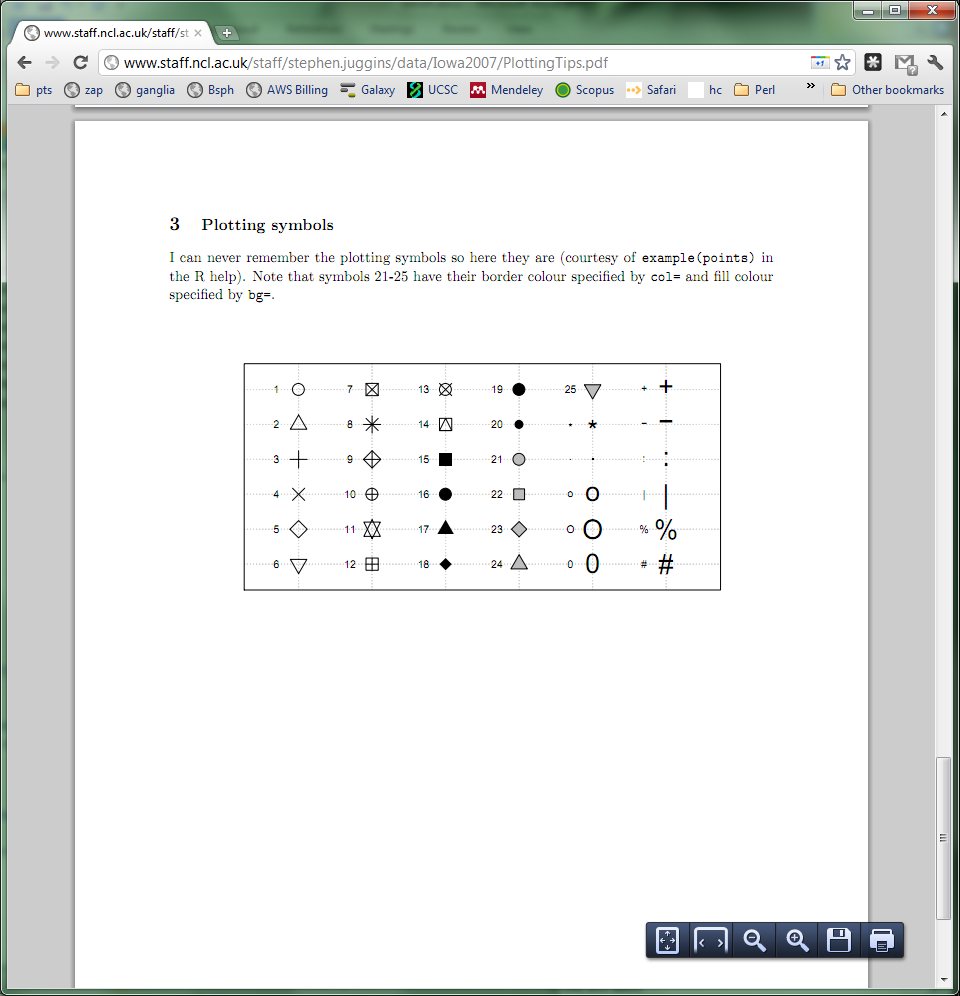 www.staff.ncl.ac.uk/staff/st
www.staff.ncl.ac.uk/staff/stephen.juggins/data/Iowa2007/PlottingTips.pdf
+1
pts zap ganglia Bsph AWS Billing Galaxy UCSC Mendeley Scopus Safari hc Perl » Other bookmarks
3 Plotting symbols
I can never remember the plotting symbols so here they are (courtesy of example(points) in
the R help). Note that symbols 21-25 have their border colour specified by col= and fill colour
specified by bg=.
1 7 13 19 25 + +
2 8 14 20 * * - -
3 9 15 21 . . : :
4 10 16 22 o o | |
5 11 17 23 O O % %
6 12 18 24 0 0 # #